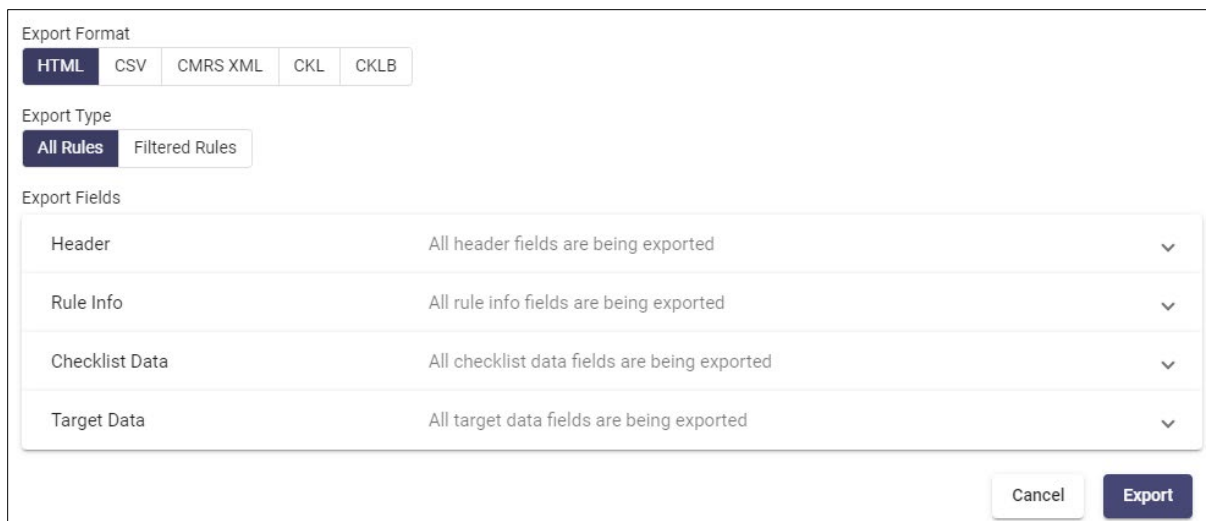 Export Format
HTML CSV CMRS XML CKL CKLB
Export Type
All Rules Filtered Rules
Export Fields
Header All header fields are being exported
Rule Info All rule info fields are being exported
Checklist Data All checklist data fields are being exported
Target Data All target data fields are being exported
Cancel Export